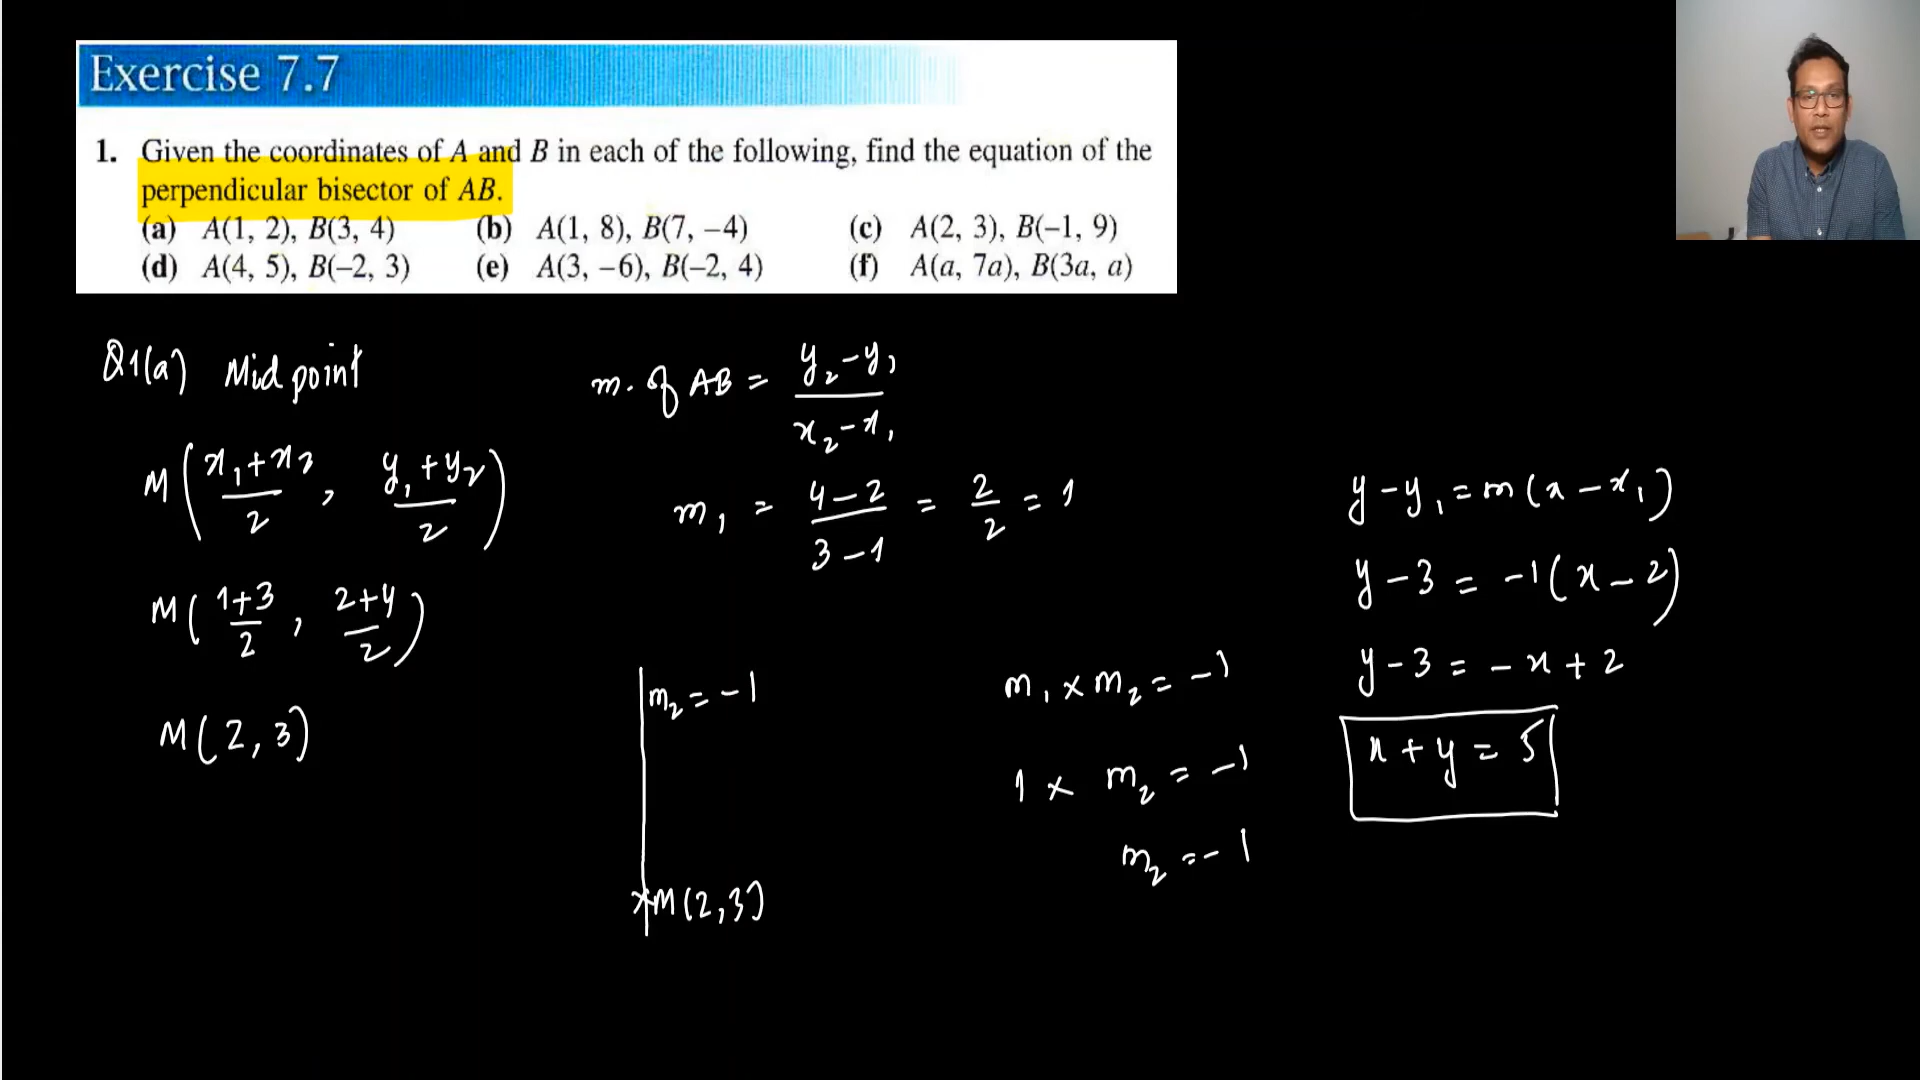 Exercise 7.7
1. Given the coordinates of A and B in each of the following, find the equation of the
perpendicular bisector of AB.
(a) A(1, 2), B(3, 4) (b) A(1, 8), B(7, –4) (c) A(2, 3), B(–1, 9)
(d) A(4, 5), B(–2, 3) (e) A(3, –6), B(–2, 4) (f) A(a, 7a), B(3a, a)
Q1(a) Midpoint
M((x₁+x₂)/2, (y₁+y₂)/2)
M((1+3)/2, (2+4)/2)
M(2,3)
m. of AB = (y₂-y₁)/(x₂-x₁)
m₁ = (4-2)/(3-1) = 2/2 = 1
m₂ = -1
×M(2,3)
m₁ × m₂ = -1
1 × m₂ = -1
m₂ = -1
y-y₁ = m(x-x₁)
y-3 = -1(x-2)
y-3 = -x+2
x+y = 5